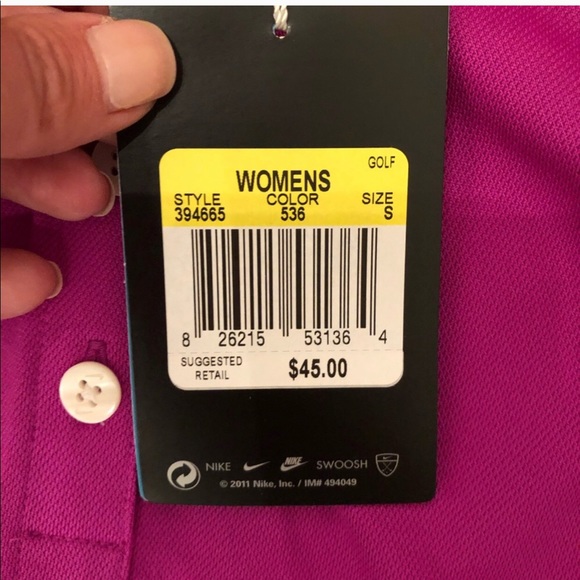 GOLF
WOMENS
STYLE COLOR SIZE
394665 536 S
8 26215 53136 4
SUGGESTED
RETAIL $45.00
NIKE NIKE SWOOSH
© 2011 Nike, Inc. / IM# 494049